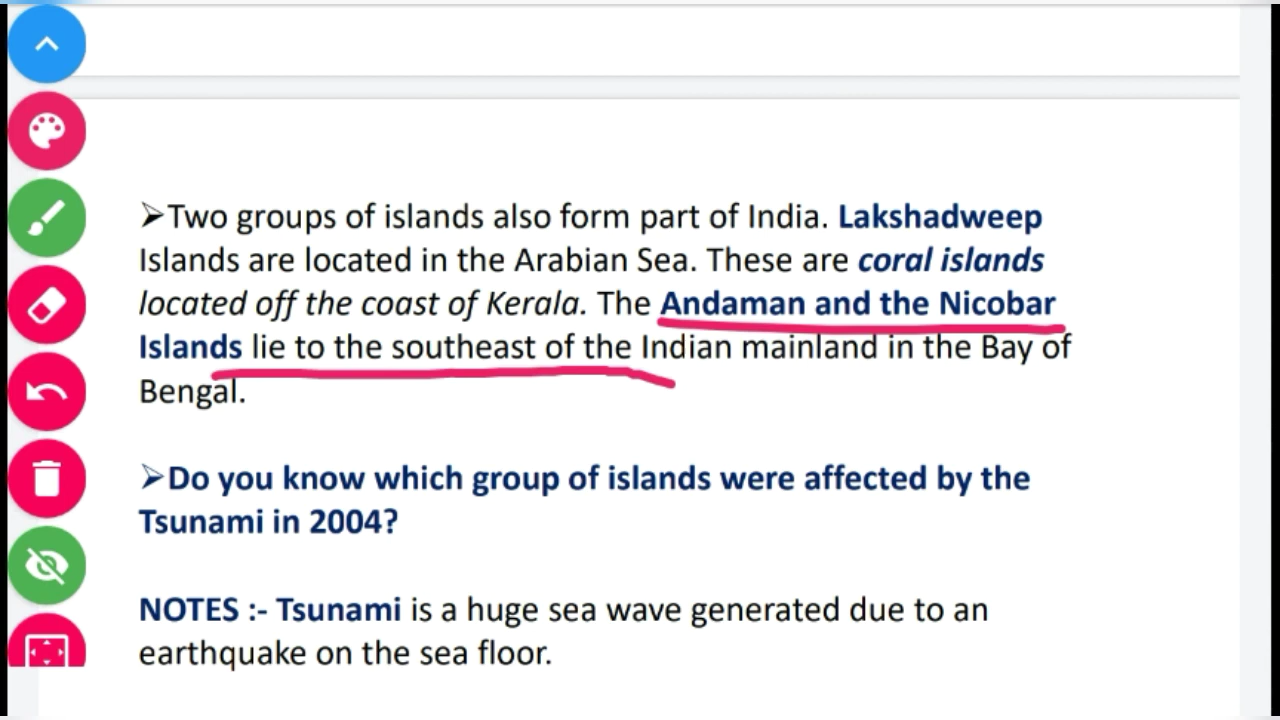 ➢Two groups of islands also form part of India. Lakshadweep
Islands are located in the Arabian Sea. These are coral islands
located off the coast of Kerala. The Andaman and the Nicobar
Islands lie to the southeast of the Indian mainland in the Bay of
Bengal.
➢Do you know which group of islands were affected by the
Tsunami in 2004?
NOTES :- Tsunami is a huge sea wave generated due to an
earthquake on the sea floor.